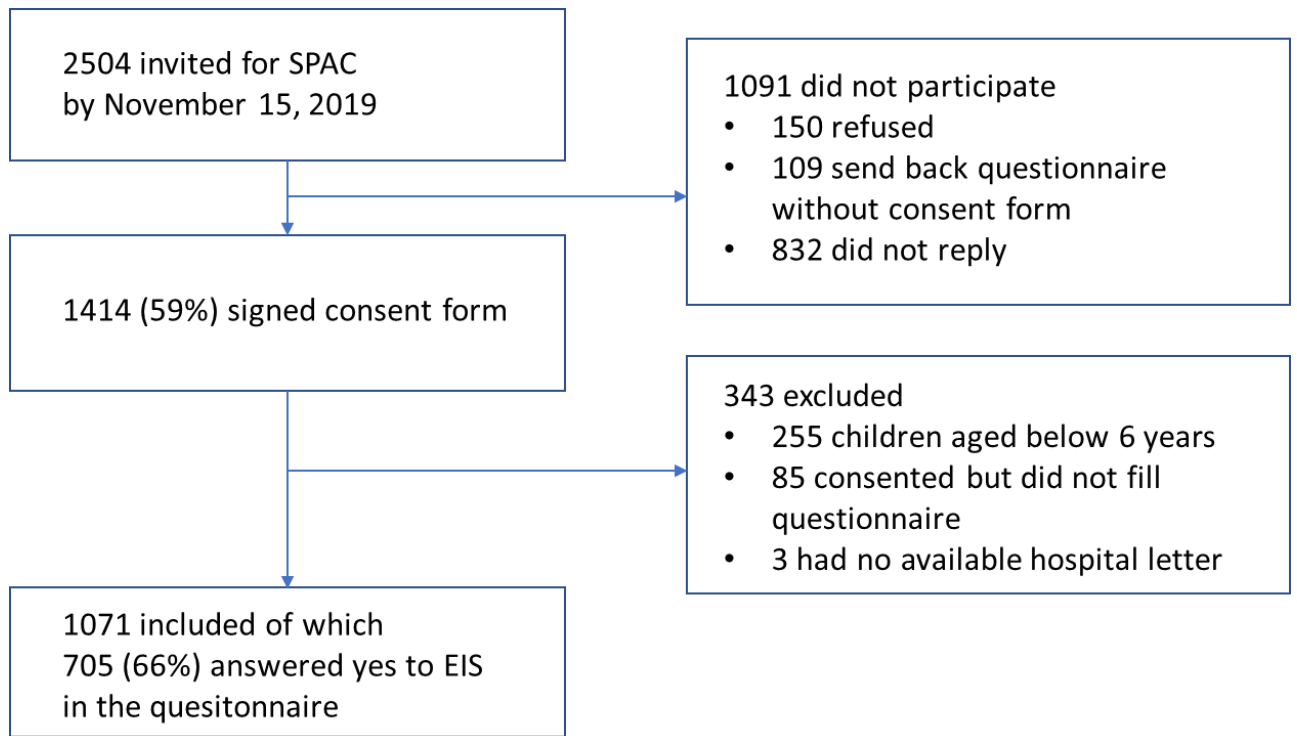 2504 invited for SPAC
by November 15, 2019
1091 did not participate
• 150 refused
• 109 send back questionnaire
without consent form
• 832 did not reply
1414 (59%) signed consent form
343 excluded
• 255 children aged below 6 years
• 85 consented but did not fill
questionnaire
• 3 had no available hospital letter
1071 included of which
705 (66%) answered yes to EIS
in the quesitonnaire